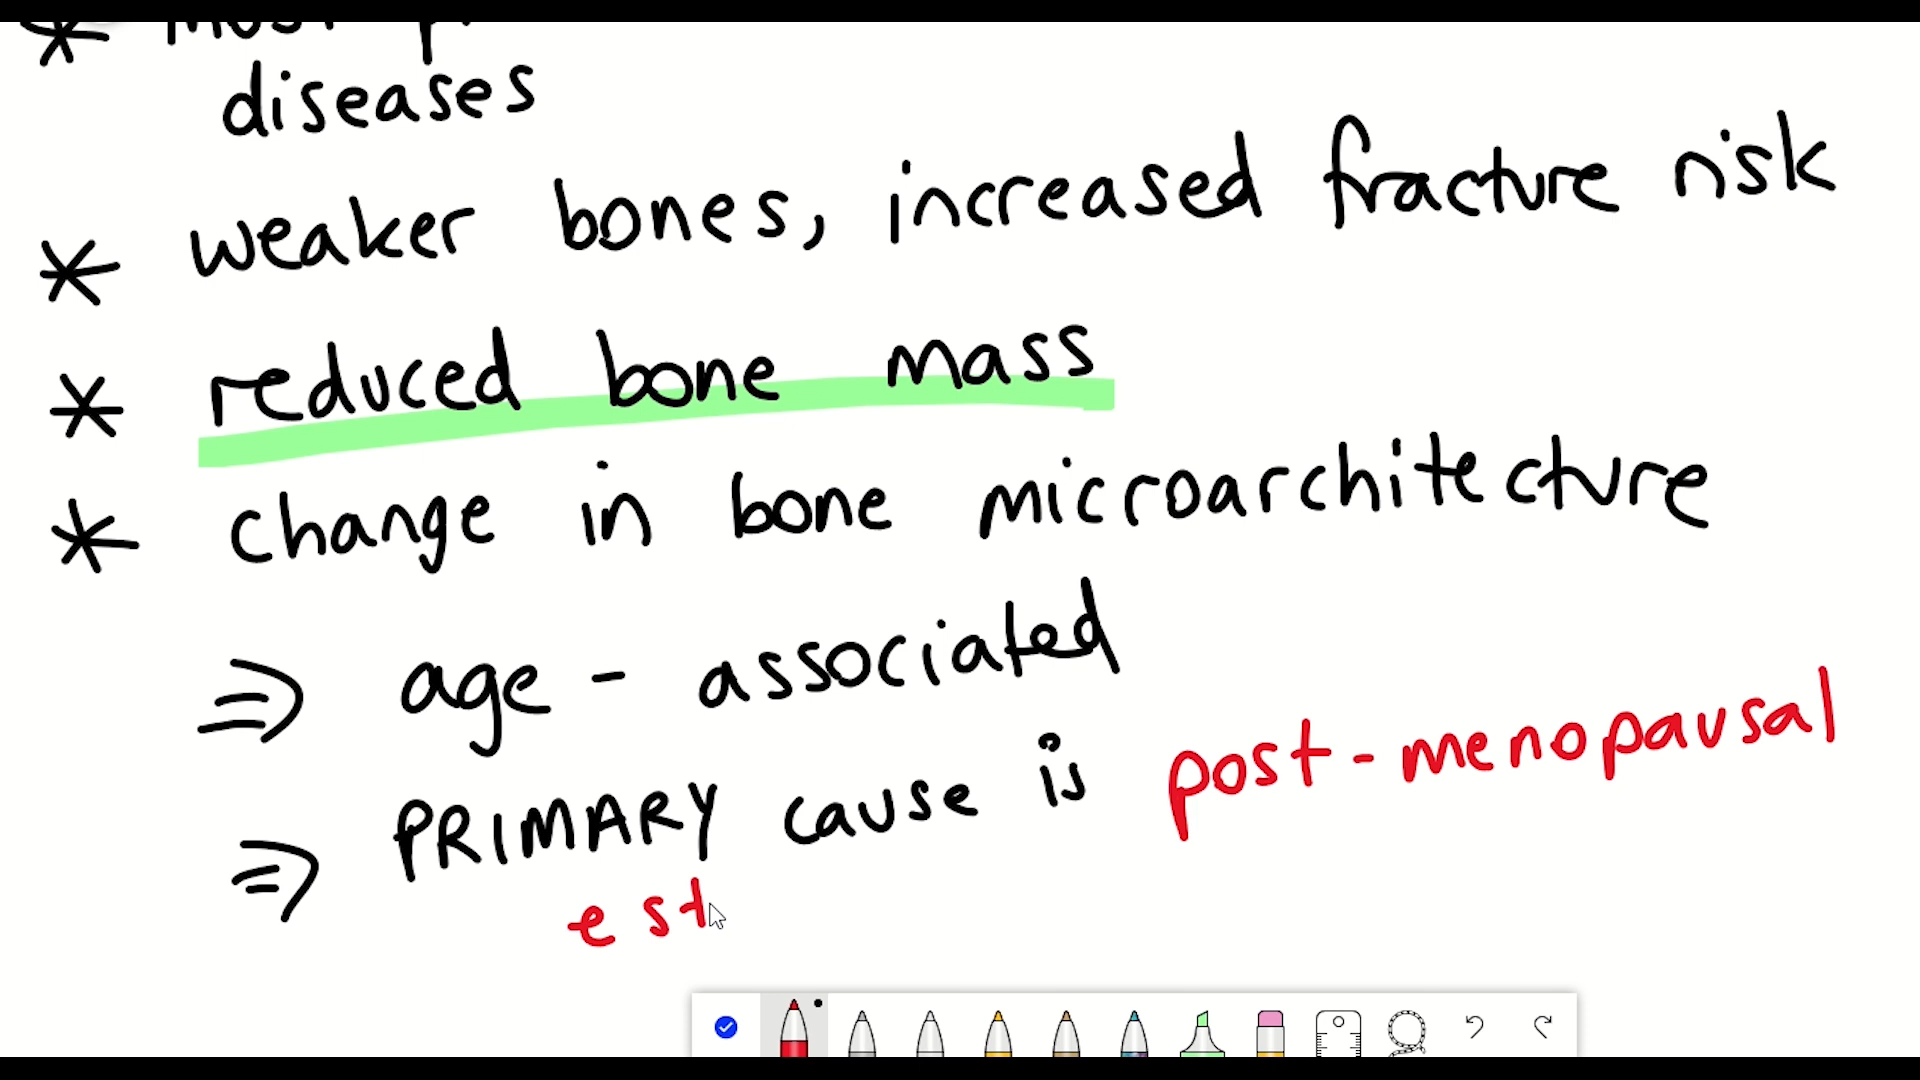 * diseases
* weaker bones, increased fracture risk
* reduced bone mass
* change in bone microarchitecture
⇒ age - associated
⇒ PRIMARY cause is post-menopausal
est